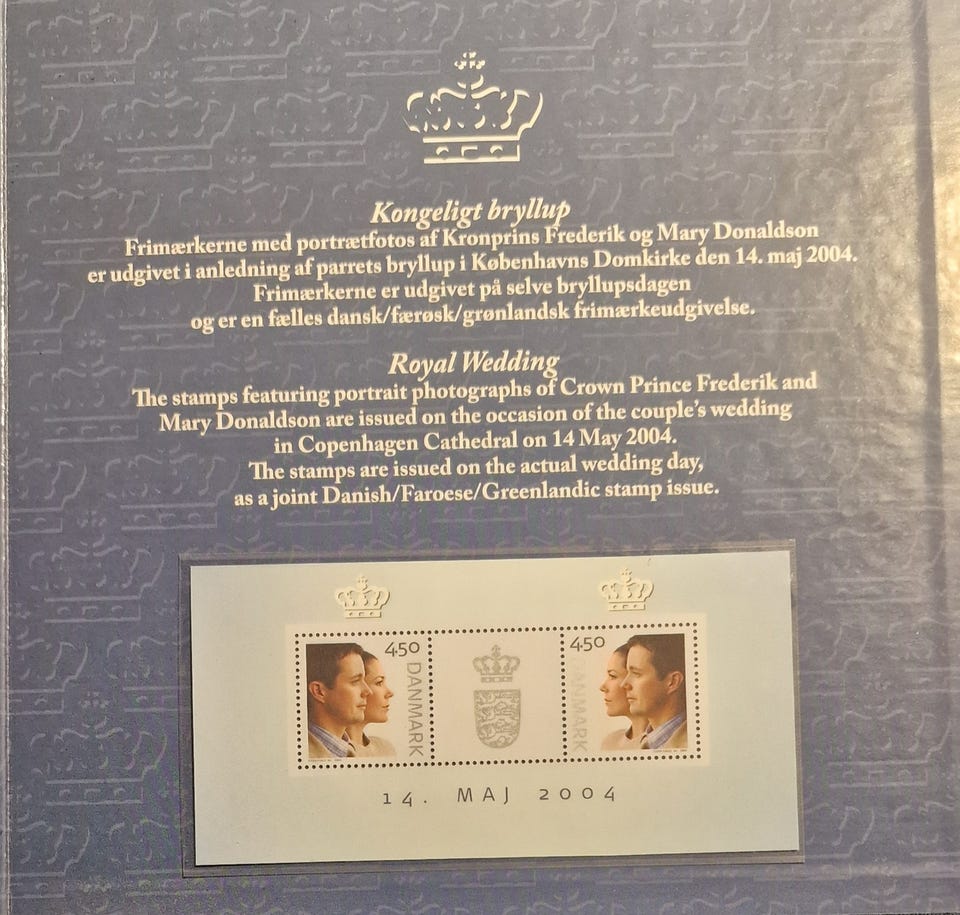 Kongeligt bryllup
Frimærkerne med portrætfotos af Kronprins Frederik og Mary Donaldson
er udgivet i anledning af parrets bryllup i Københavns Domkirke den 14. maj 2004.
Frimærkerne er udgivet på selve bryllupsdagen
og er en fælles dansk/færøsk/grønlandsk frimærkeudgivelse.
Royal Wedding
The stamps featuring portrait photographs of Crown Prince Frederik and
Mary Donaldson are issued on the occasion of the couple's wedding
in Copenhagen Cathedral on 14 May 2004.
The stamps are issued on the actual wedding day,
as a joint Danish/Faroese/Greenlandic stamp issue.
450
DANMARK
450
DANMARK
14. MAJ 2004